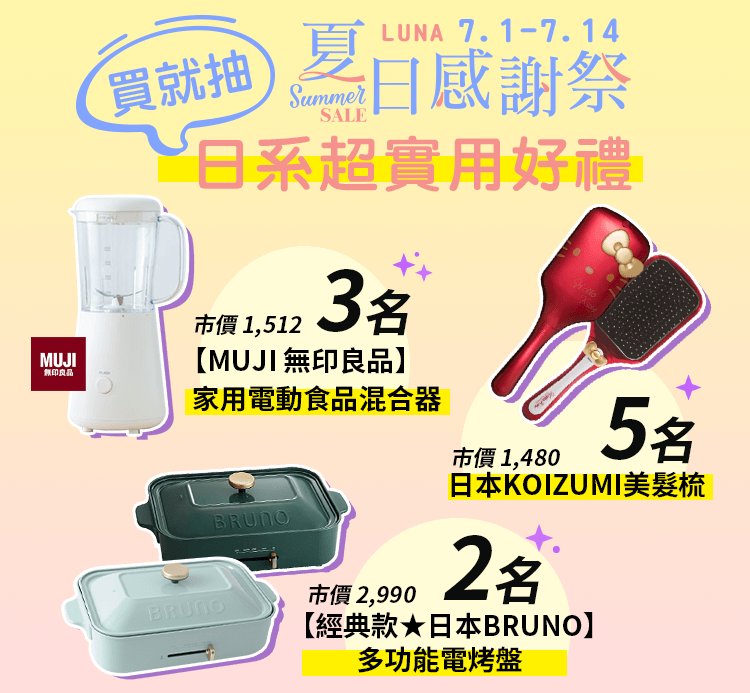 LUNA 7.1-7.14
買就抽
夏日感謝祭
Summer
SALE
日系超實用好禮
市價 1,512 3名
MUJI
無印良品
【MUJI 無印良品】
家用電動食品混合器
市價 1,480 5名
日本KOIZUMI美髮梳
BRUNO
BRUNO
市價 2,990 2名
【經典款★日本BRUNO】
多功能電烤盤